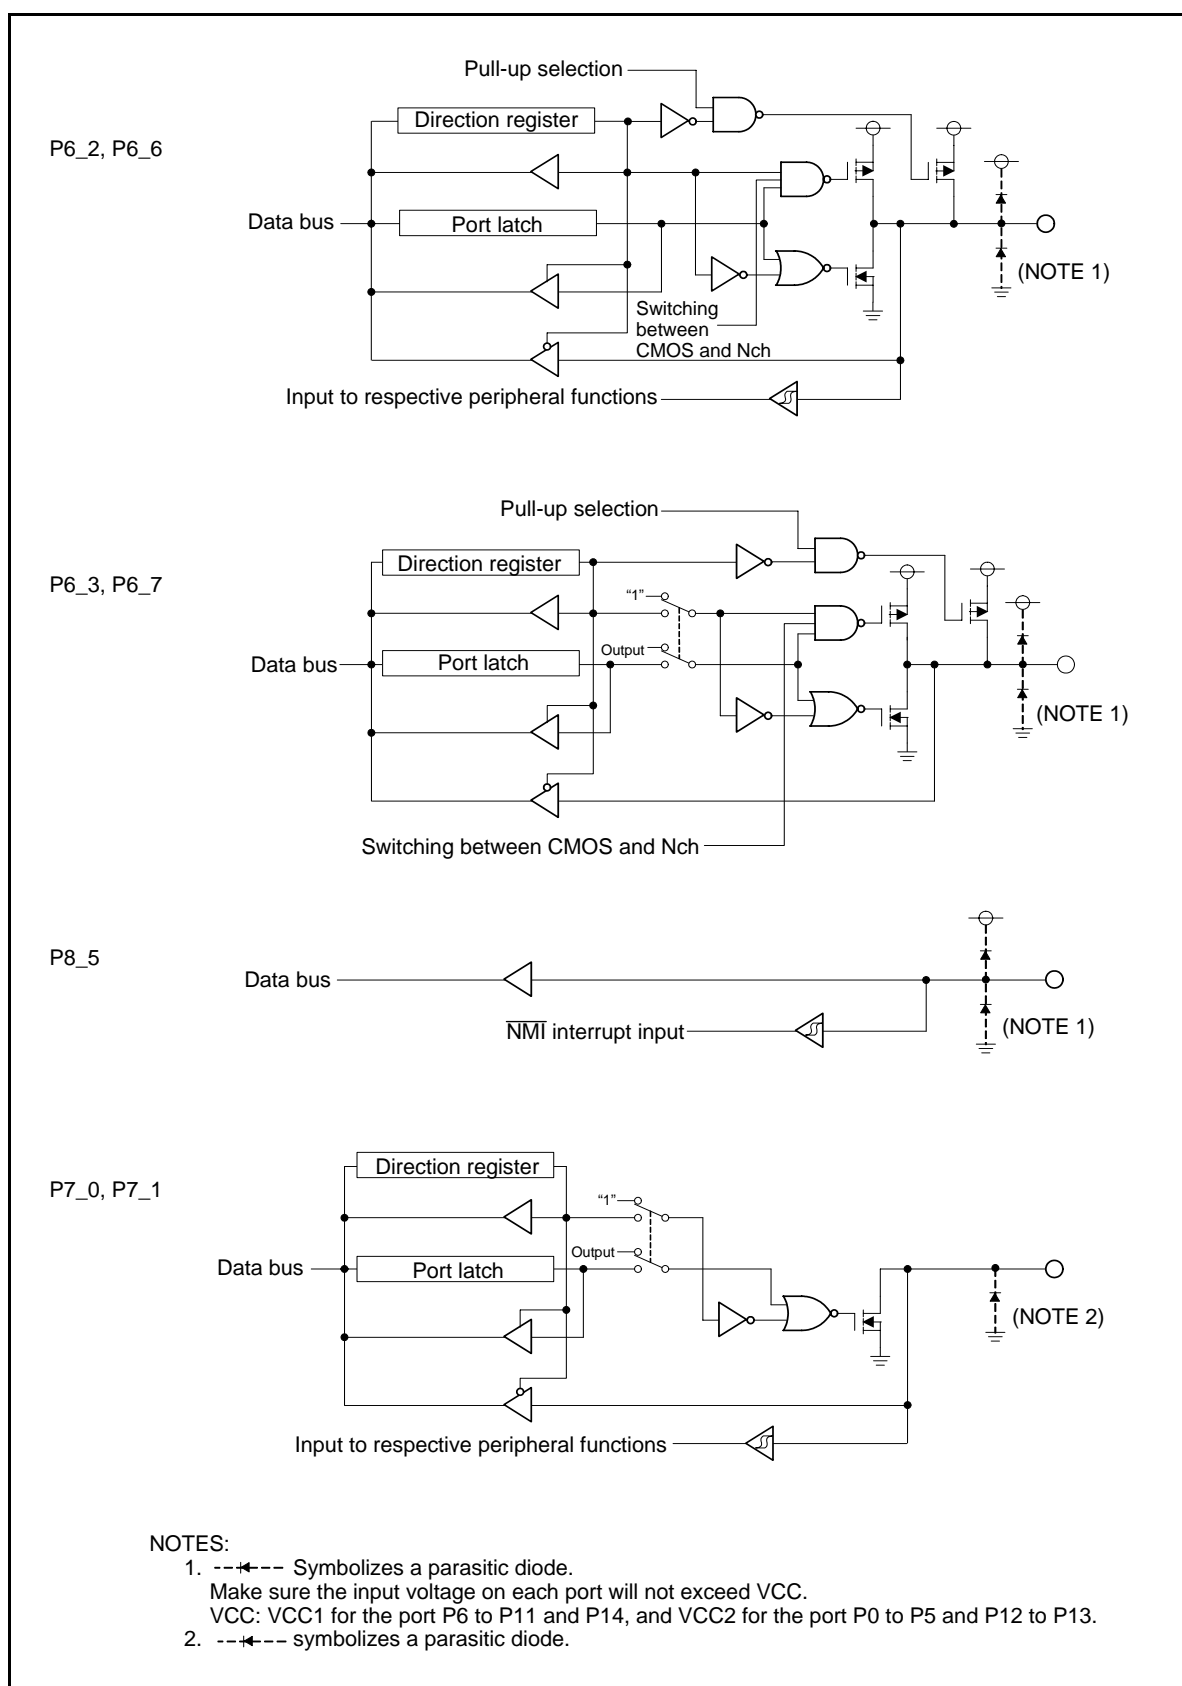 Pull-up selection
Direction register
P6_2, P6_6
Data bus
Port latch
(NOTE 1)
Switching
between
CMOS and Nch
Input to respective peripheral functions
Pull-up selection
Direction register
P6_3, P6_7
“1”
Output
Data bus
Port latch
(NOTE 1)
Switching between CMOS and Nch
P8_5
Data bus
NMI interrupt input
(NOTE 1)
Direction register
P7_0, P7_1
“1”
Output
Data bus
Port latch
(NOTE 2)
Input to respective peripheral functions
NOTES:
1. Symbolizes a parasitic diode.
Make sure the input voltage on each port will not exceed VCC.
VCC: VCC1 for the port P6 to P11 and P14, and VCC2 for the port P0 to P5 and P12 to P13.
2. symbolizes a parasitic diode.